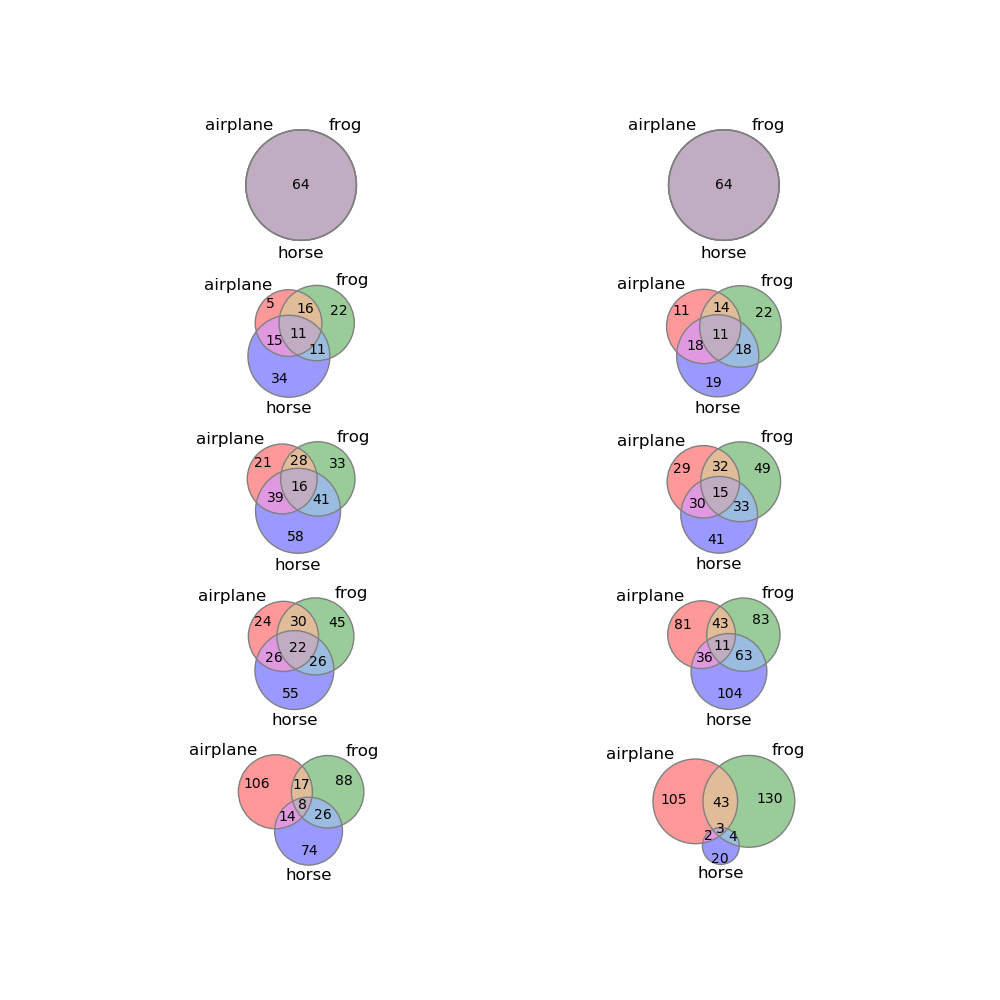 airplane frog
64
horse
airplane frog
64
horse
airplane frog
5 16 22
15 11 11
34
horse
airplane frog
11 14 22
18 11 18
19
horse
airplane frog
21 28 33
39 16 41
58
horse
airplane frog
29 32 49
30 15 33
41
horse
airplane frog
24 30 45
26 22 26
55
horse
airplane frog
81 43 83
36 11 63
104
horse
airplane frog
106 17 88
14 8 26
74
horse
airplane frog
105 43 130
2 3 4
20
horse